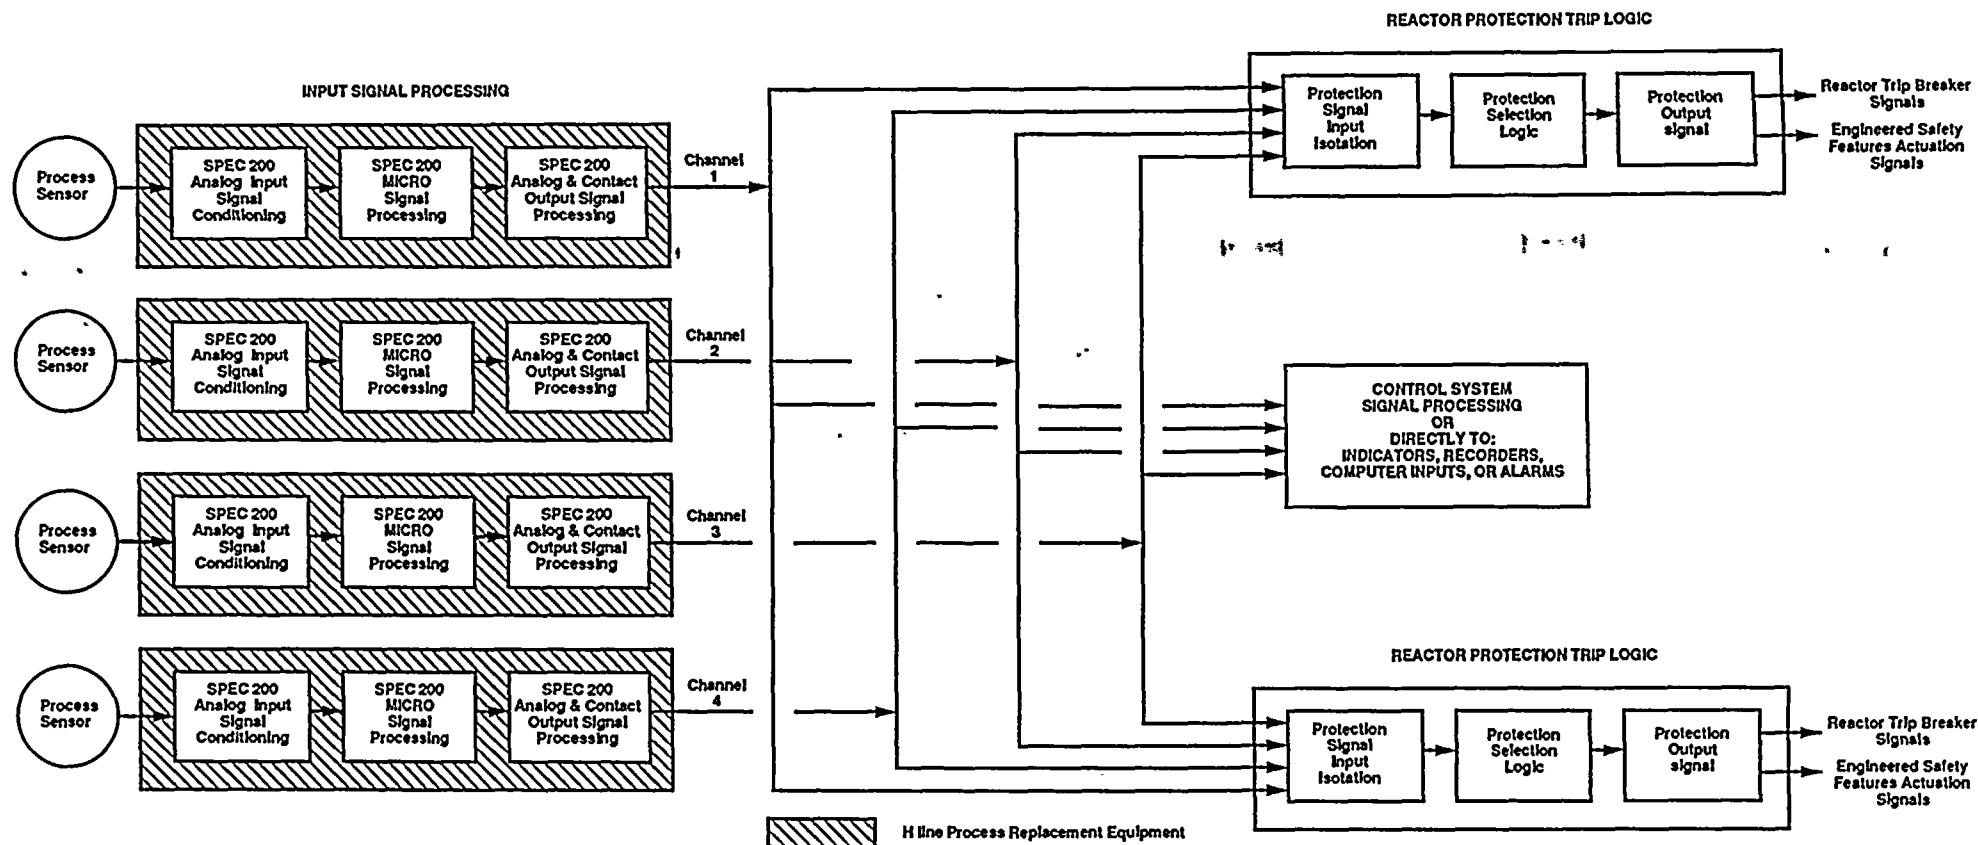 REACTOR PROTECTION TRIP LOGIC
INPUT SIGNAL PROCESSING
Process
Sensor
SPEC 200
Analog Input
Signal
Conditioning
SPEC 200
MICRO
Signal
Processing
SPEC 200
Analog & Contact
Output Signal
Processing
Channel
1
Protection
Signal
Input
Isotation
Protection
Selection
Logic
Protection
Output
signal
Reactor Trip Breaker
Signals
Engineered Safety
Features Actuation
Signals
Process
Sensor
SPEC 200
Analog Input
Signal
Conditioning
SPEC 200
MICRO
Signal
Processing
SPEC 200
Analog & Contact
Output Signal
Processing
Channel
2
CONTROL SYSTEM
SIGNAL PROCESSING
OR
DIRECTLY TO:
INDICATORS, RECORDERS,
COMPUTER INPUTS, OR ALARMS
Process
Sensor
SPEC 200
Analog Input
Signal
Conditioning
SPEC 200
MICRO
Signal
Processing
SPEC 200
Analog & Contact
Output Signal
Processing
Channel
3
Process
Sensor
SPEC 200
Analog Input
Signal
Conditioning
SPEC 200
MICRO
Signal
Processing
SPEC 200
Analog & Contact
Output Signal
Processing
Channel
4
REACTOR PROTECTION TRIP LOGIC
Protection
Signal
Input
Isotation
Protection
Selection
Logic
Protection
Output
signal
Reactor Trip Breaker
Signals
Engineered Safety
Features Actuation
Signals
H line Process Replacement Equipment